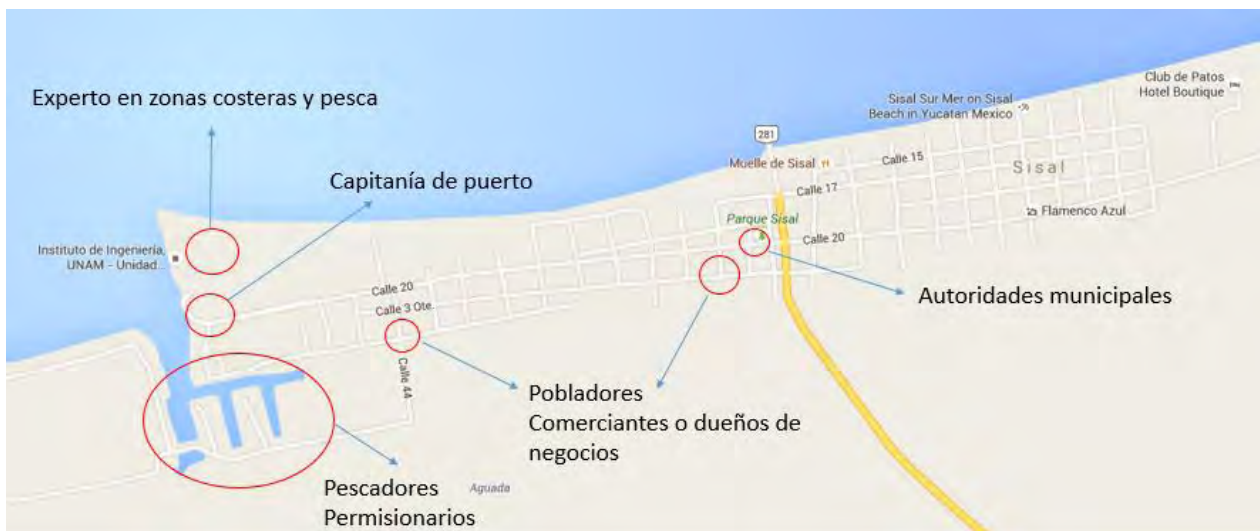 Experto en zonas costeras y pesca
Capitanía de puerto
Instituto de Ingeniería,
UNAM - Unidad...
Club de Patos
Hotel Boutique
Sisal Sur Mer on Sisal
Beach in Yucatan Mexico
281
Muelle de Sisal
Calle 15
Sisal
Calle 17
Parque Sisal
Flamenco Azul
Calle 20
Calle 20
Calle 3 Ote.
Autoridades municipales
Calle 44
Pobladores
Comerciantes o dueños de
negocios
Pescadores
Permisionarios
Aguada